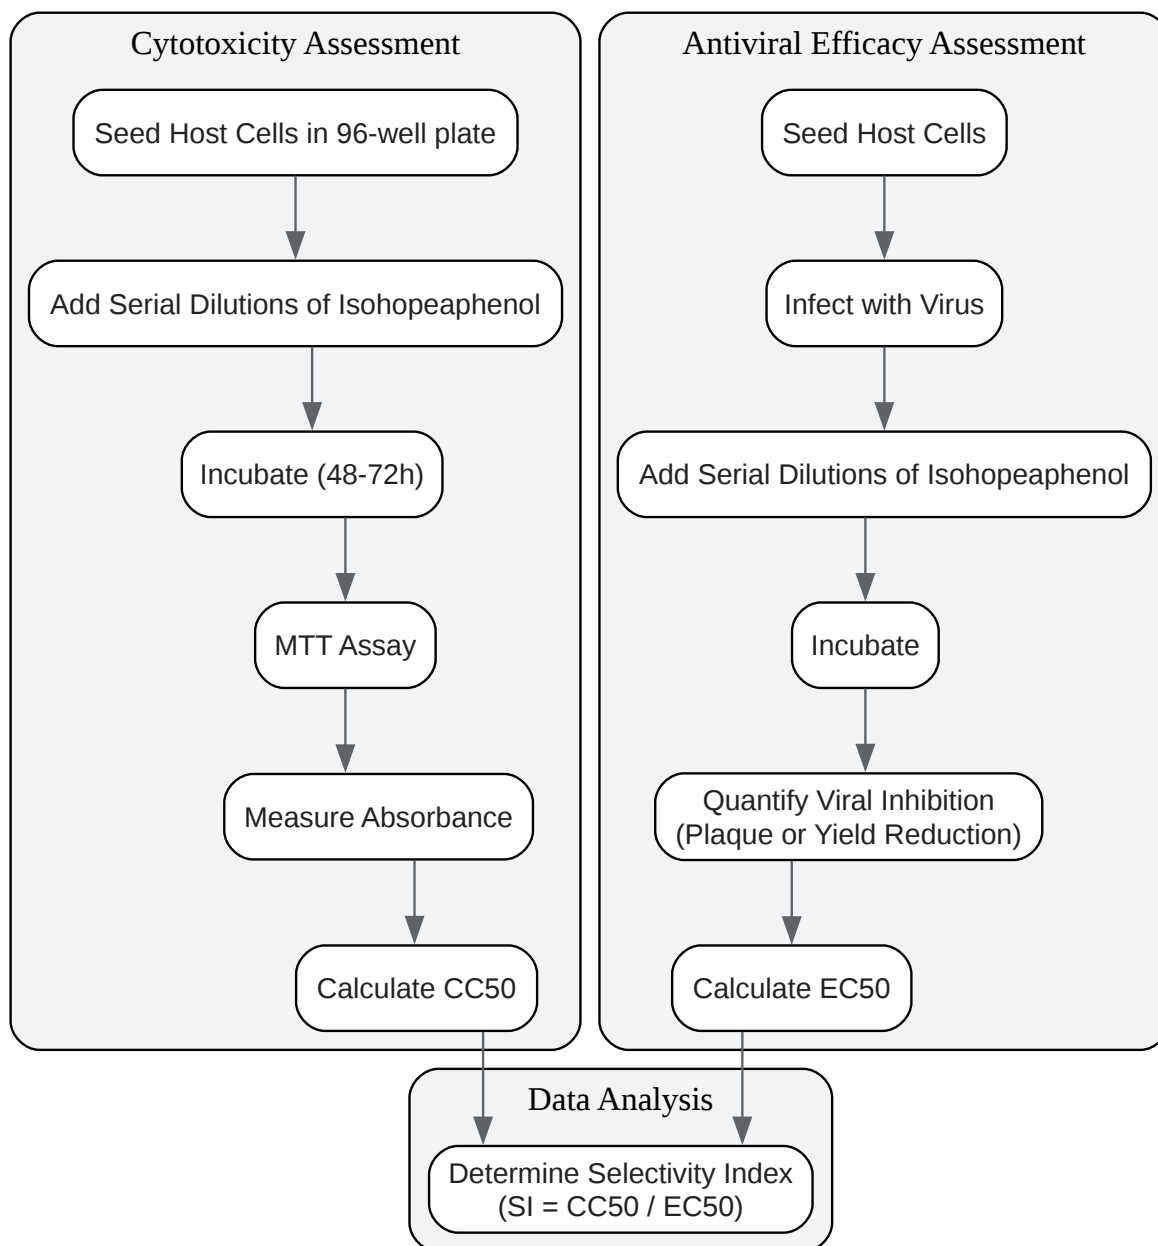 Cytotoxicity Assessment
Seed Host Cells in 96-well plate
Add Serial Dilutions of Isohopeaphenol
Incubate (48-72h)
MTT Assay
Measure Absorbance
Calculate CC50
Antiviral Efficacy Assessment
Seed Host Cells
Infect with Virus
Add Serial Dilutions of Isohopeaphenol
Incubate
Quantify Viral Inhibition
(Plaque or Yield Reduction)
Calculate EC50
Data Analysis
Determine Selectivity Index
(SI = CC50 / EC50)